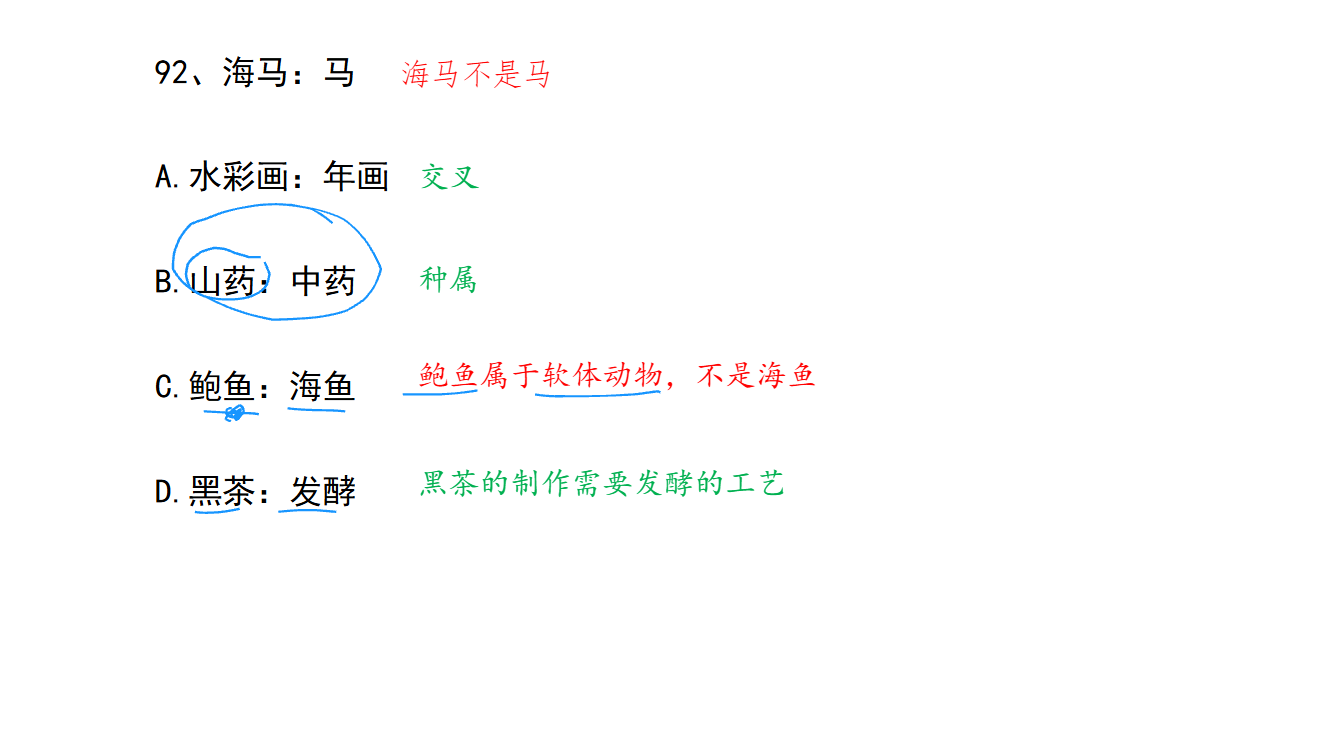 92、海马：马 海马不是马
A.水彩画：年画 交叉
B.山药：中药 种属
C.鲍鱼：海鱼 鲍鱼属于软体动物，不是海鱼
D.黑茶：发酵 黑茶的制作需要发酵的工艺